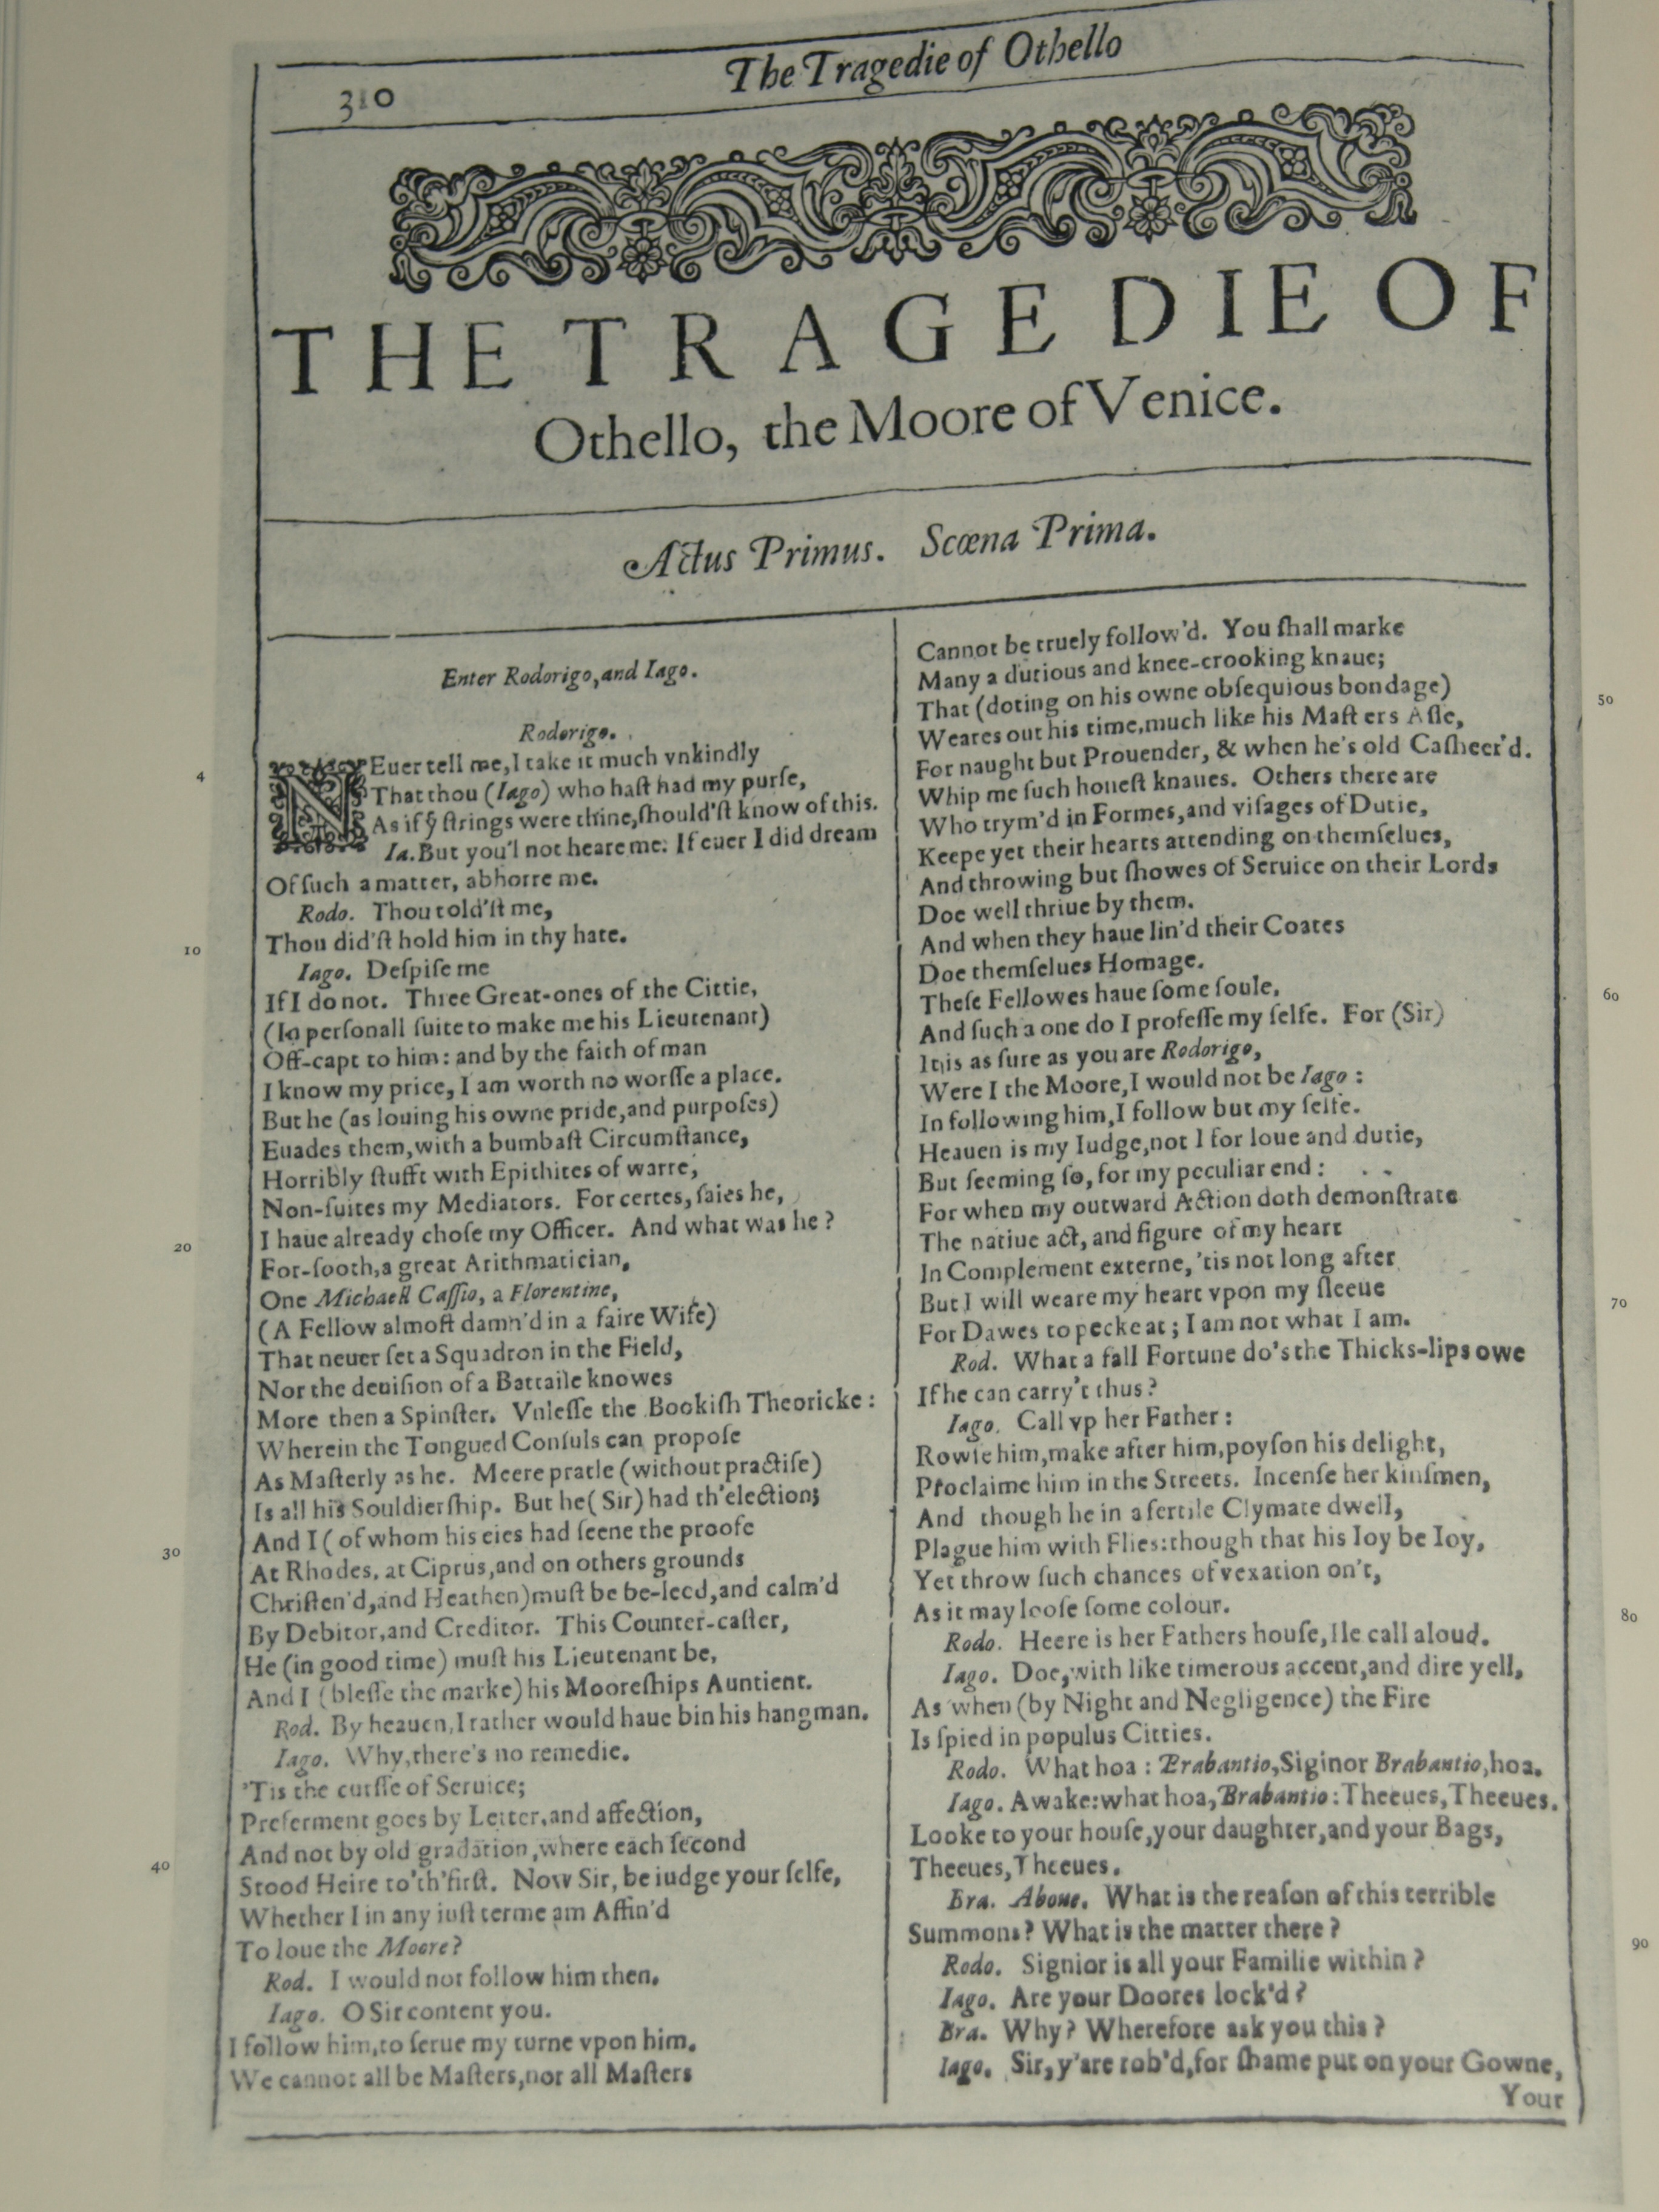 310
The Tragedie of Othello
THE TRAGEDIE OF
Othello, the Moore of Venice.
Actus Primus. Scœna Prima.
Enter Rodorigo, and Iago.
Rodorigo.
4
NEuer tell me, I take it much vnkindly
That thou (Iago) who haſt had my purſe,
As if ẏ ſtrings were thine, ſhould'ſt know of this.
Ia. But you'l not heare me. If euer I did dream
Of ſuch a matter, abhorre me.
Rodo. Thou told'ſt me,
10
Thou did'ſt hold him in thy hate.
Iago. Deſpiſe me
If I do not. Three Great-ones of the Cittie,
(In perſonall ſuite to make me his Lieutenant)
Off-capt to him: and by the faith of man
I know my price, I am worth no worſſe a place.
But he (as louing his owne pride, and purpoſes)
Euades them, with a bumbaſt Circumſtance,
Horribly ſtufft with Epithites of warre,
Non-ſuites my Mediators. For certes, ſaies he,
20
I haue already choſe my Officer. And what was he?
For-ſooth, a great Arithmatician,
One Michaell Caſſio, a Florentine,
(A Fellow almoſt damn'd in a faire Wife)
That neuer ſet a Squadron in the Field,
Nor the deuiſion of a Battaile knowes
More then a Spinſter. Vnleſſe the Bookiſh Theoricke:
Wherein the Tongued Conſuls can propoſe
As Maſterly as he. Meere pratle (without practiſe)
Is all his Souldierſhip. But he (Sir) had th'election;
And I (of whom his eies had ſeene the proofe
30
At Rhodes, at Ciprus, and on others grounds
Chriſten'd, and Heathen) muſt be be-leed, and calm'd
By Debitor, and Creditor. This Counter-caſter,
He (in good time) muſt his Lieutenant be,
And I (bleſſe the marke) his Mooreſhips Auntient.
Rod. By heauen, I rather would haue bin his hangman.
Iago. Why, there's no remedie.
'Tis the curſſe of Seruice;
Preferment goes by Letter, and affection,
40
And not by old gradation, where each ſecond
Stood Heire to'th'firſt. Now Sir, be iudge your ſelfe,
Whether I in any iuſt terme am Affin'd
To loue the Moore?
Rod. I would not follow him then.
Iago. O Sir content you.
I follow him, to ſerue my turne vpon him.
We cannot all be Maſters, nor all Maſters
Cannot be truely follow'd. You ſhall marke
Many a dutious and knee-crooking knaue;
50
That (doting on his owne obſequious bondage)
Weares out his time, much like his Maſters Aſſe,
For naught but Prouender, & when he's old Caſheer'd.
Whip me ſuch honeſt knaues. Others there are
Who trym'd in Formes, and viſages of Dutie,
Keepe yet their hearts attending on themſelues,
And throwing but ſhowes of Seruice on their Lords
Doe well thriue by them.
And when they haue lin'd their Coates
Doe themſelues Homage.
60
Theſe Fellowes haue ſome ſoule,
And ſuch a one do I profeſſe my ſelfe. For (Sir)
It is as ſure as you are Rodorigo,
Were I the Moore, I would not be Iago:
In following him, I follow but my ſelfe.
Heauen is my Iudge, not I for loue and dutie,
But ſeeming ſo, for my peculiar end:
For when my outward Action doth demonſtrate
The natiue act, and figure of my heart
In Complement externe, 'tis not long after
70
But I will weare my heart vpon my ſleeue
For Dawes to pecke at; I am not what I am.
Rod. What a fall Fortune do's the Thicks-lips owe
If he can carry't thus?
Iago. Call vp her Father:
Rowſe him, make after him, poyſon his delight,
Proclaime him in the Streets. Incenſe her kinſmen,
And though he in a fertile Clymate dwell,
Plague him with Flies: though that his Ioy be Ioy,
Yet throw ſuch chances of vexation on't,
80
As it may looſe ſome colour.
Rodo. Heere is her Fathers houſe, Ile call aloud.
Iago. Doe, with like timerous accent, and dire yell,
As when (by Night and Negligence) the Fire
Is ſpied in populus Citties.
Rodo. What hoa: Brabantio, Siginor Brabantio, hoa.
Iago. Awake: what hoa, Brabantio: Theeues, Theeues.
Looke to your houſe, your daughter, and your Bags,
Theeues, Theeues.
Bra. Aboue. What is the reaſon of this terrible
Summons? What is the matter there?
90
Rodo. Signior is all your Familie within?
Iago. Are your Doores lock'd?
Bra. Why? Wherefore ask you this?
Iago. Sir, y'are rob'd, for ſhame put on your Gowne,
Your